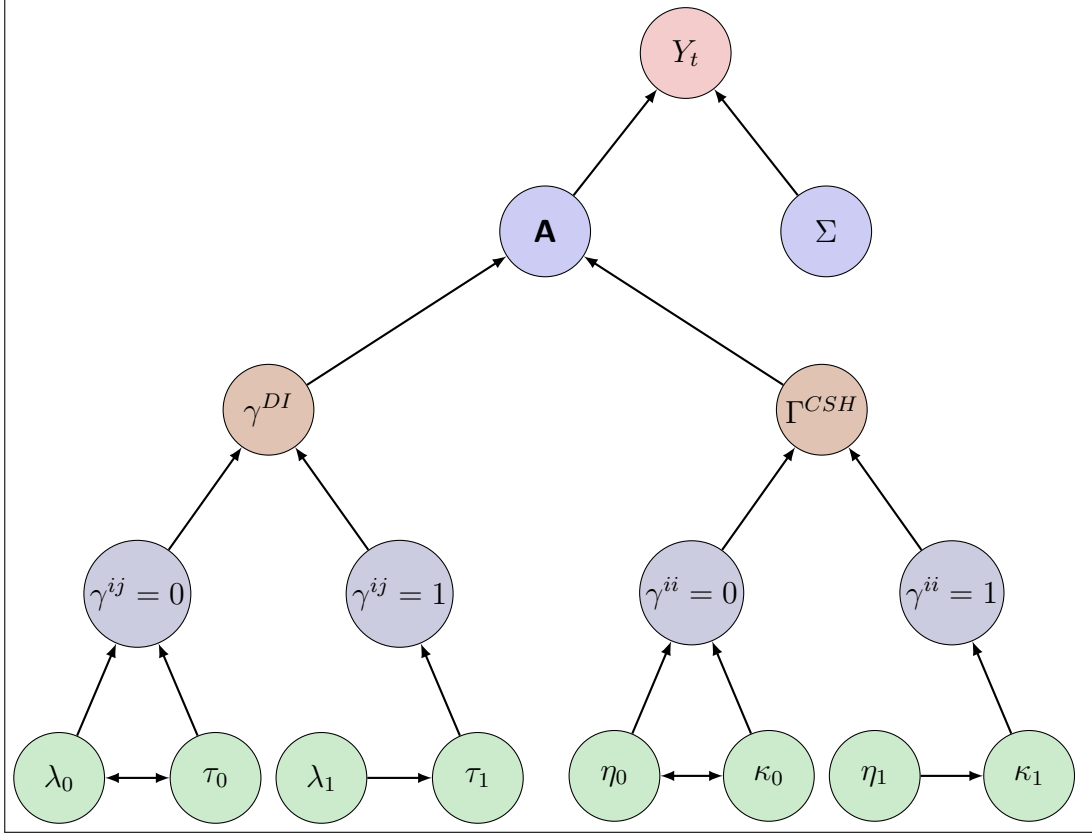 Y_t
A
Σ
γ^{DI}
Γ^{CSH}
γ^{ij} = 0
γ^{ij} = 1
γ^{ii} = 0
γ^{ii} = 1
λ_0
τ_0
λ_1
τ_1
η_0
κ_0
η_1
κ_1